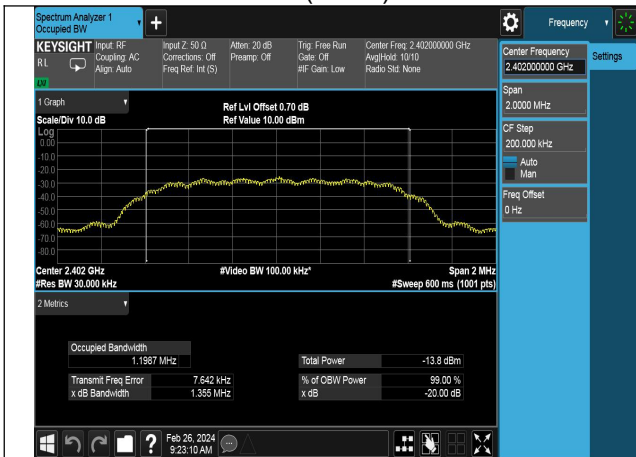 Spectrum Analyzer 1
Occupied BW
Frequency
KEYSIGHT
R L
Input: RF
Coupling: AC
Align: Auto
Input Z: 50 Ω
Corrections: Off
Freq Ref: Int (S)
Atten: 20 dB
Preamp: Off
Trig: Free Run
Gate: Off
#IF Gain: Low
Center Freq: 2.402000000 GHz
Avg|Hold: 10/10
Radio Std: None
Center Frequency
2.402000000 GHz
Settings
Span
2.0000 MHz
CF Step
200.000 kHz
Auto
Man
Freq Offset
0 Hz
1 Graph
Scale/Div 10.0 dB
Ref Lvl Offset 0.70 dB
Ref Value 10.00 dBm
Log
0.00
-10.0
-20.0
-30.0
-40.0
-50.0
-60.0
-70.0
-80.0
Center 2.402 GHz
#Res BW 30.000 kHz
#Video BW 100.00 kHz*
Span 2 MHz
#Sweep 600 ms (1001 pts)
2 Metrics
Occupied Bandwidth
1.1987 MHz
Total Power -13.8 dBm
Transmit Freq Error 7.642 kHz % of OBW Power 99.00 %
x dB Bandwidth 1.355 MHz x dB -20.00 dB
?
Feb 26, 2024
9:23:10 AM